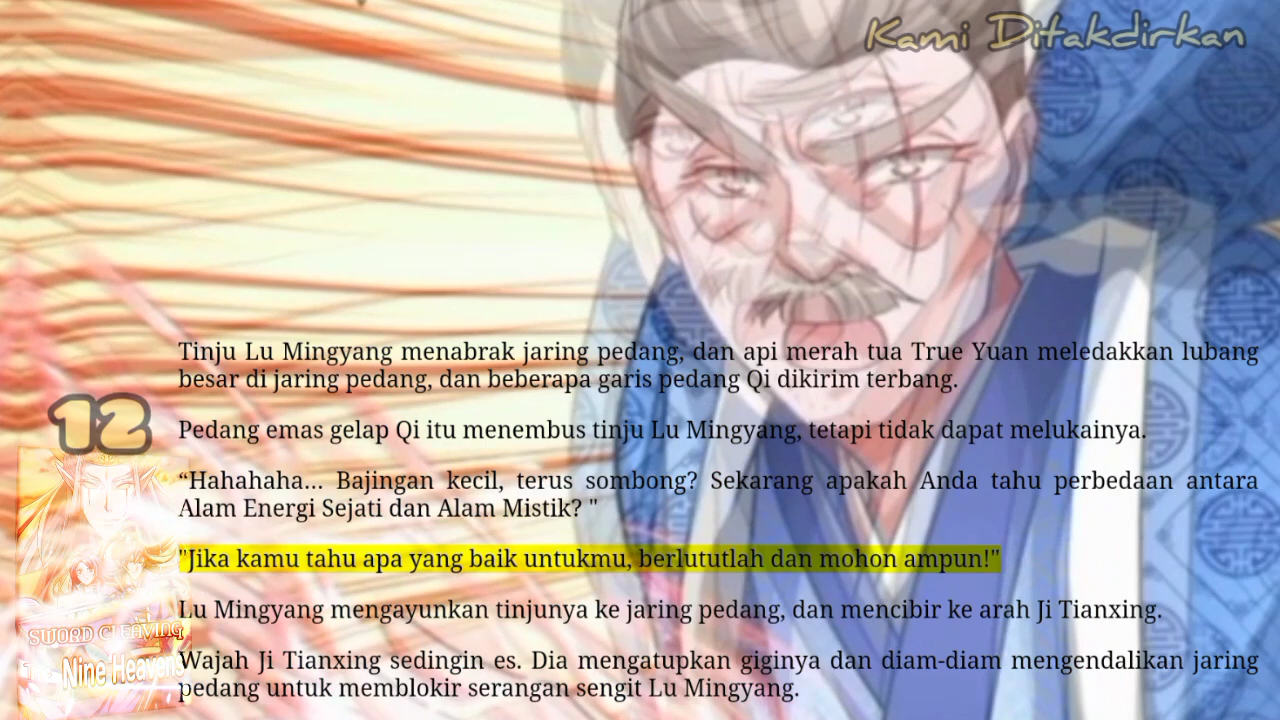 Kami Ditakdirkan
Tinju Lu Mingyang menabrak jaring pedang, dan api merah tua True Yuan meledakkan lubang
besar di jaring pedang, dan beberapa garis pedang Qi dikirim terbang.
12
Pedang emas gelap Qi itu menembus tinju Lu Mingyang, tetapi tidak dapat melukainya.
“Hahahaha... Bajingan kecil, terus sombong? Sekarang apakah Anda tahu perbedaan antara
Alam Energi Sejati dan Alam Mistik? "
"Jika kamu tahu apa yang baik untukmu, berlututlah dan mohon ampun!"
Lu Mingyang mengayunkan tinjunya ke jaring pedang, dan mencibir ke arah Ji Tianxing.
SWORD CLEAVING
The Nine Heavens
Wajah Ji Tianxing sedingin es. Dia mengatupkan giginya dan diam-diam mengendalikan jaring
pedang untuk memblokir serangan sengit Lu Mingyang.